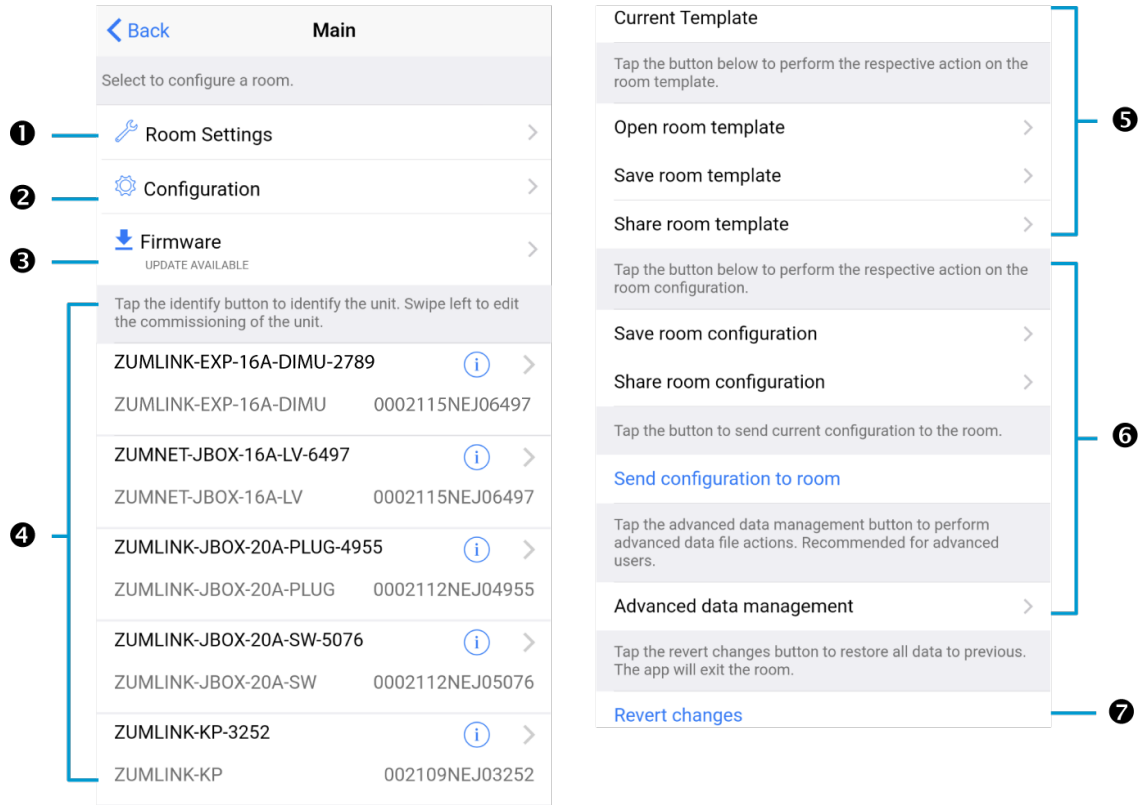 Back
Main
Select to configure a room.
❶
Room Settings
❷
Configuration
❸
Firmware
UPDATE AVAILABLE
❹
Tap the identify button to identify the unit. Swipe left to edit
the commissioning of the unit.
ZUMLINK-EXP-16A-DIMU-2789
i
ZUMLINK-EXP-16A-DIMU 0002115NEJ06497
ZUMNET-JBOX-16A-LV-6497
i
ZUMNET-JBOX-16A-LV 0002115NEJ06497
ZUMLINK-JBOX-20A-PLUG-4955
i
ZUMLINK-JBOX-20A-PLUG 0002112NEJ04955
ZUMLINK-JBOX-20A-SW-5076
i
ZUMLINK-JBOX-20A-SW 0002112NEJ05076
ZUMLINK-KP-3252
i
ZUMLINK-KP 002109NEJ03252
Current Template
Tap the button below to perform the respective action on the
room template.
❺
Open room template
Save room template
Share room template
Tap the button below to perform the respective action on the
room configuration.
❻
Save room configuration
Share room configuration
Tap the button to send current configuration to the room.
Send configuration to room
Tap the advanced data management button to perform
advanced data file actions. Recommended for advanced
users.
Advanced data management
Tap the revert changes button to restore all data to previous.
The app will exit the room.
Revert changes
❼